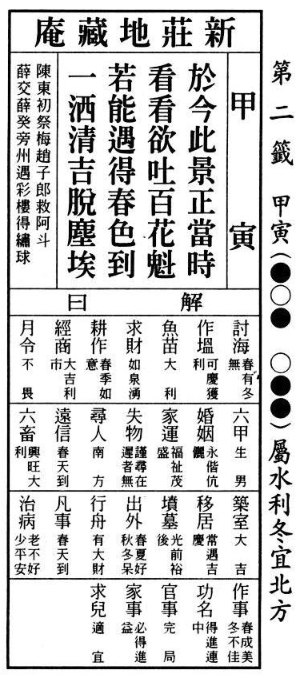 第二籤 甲寅(●○● ○●●)屬水利冬宜北方
新莊地藏庵
甲寅
於今此景正當時
看看欲吐百花魁
若能遇得春色到
一洒清吉脫塵埃
陳東初祭梅趙子郎救阿斗
薛交薛癸旁州遇彩樓得繡球
解曰
討海 春有冬無
作塭 可慶獲利
魚苗 大利
求財 如泉湧
耕作 春季如意
經商 大吉利市
月令 不畏
六甲 生男
婚姻 永偕伉儷
家運 福祉茂盛
失物 謹尋在遲者無
尋人 南方
遠信 春天到
六畜 興旺大利
築室 大吉
移居 常遇吉慶
墳墓 光前裕後
出外 春夏好秋冬呆
行舟 有大財
凡事 春天到
治病 老不好少平安
作事 春成美冬不佳
功名 得進連中
官事 完局
家事 必得進益
求兒 適宜